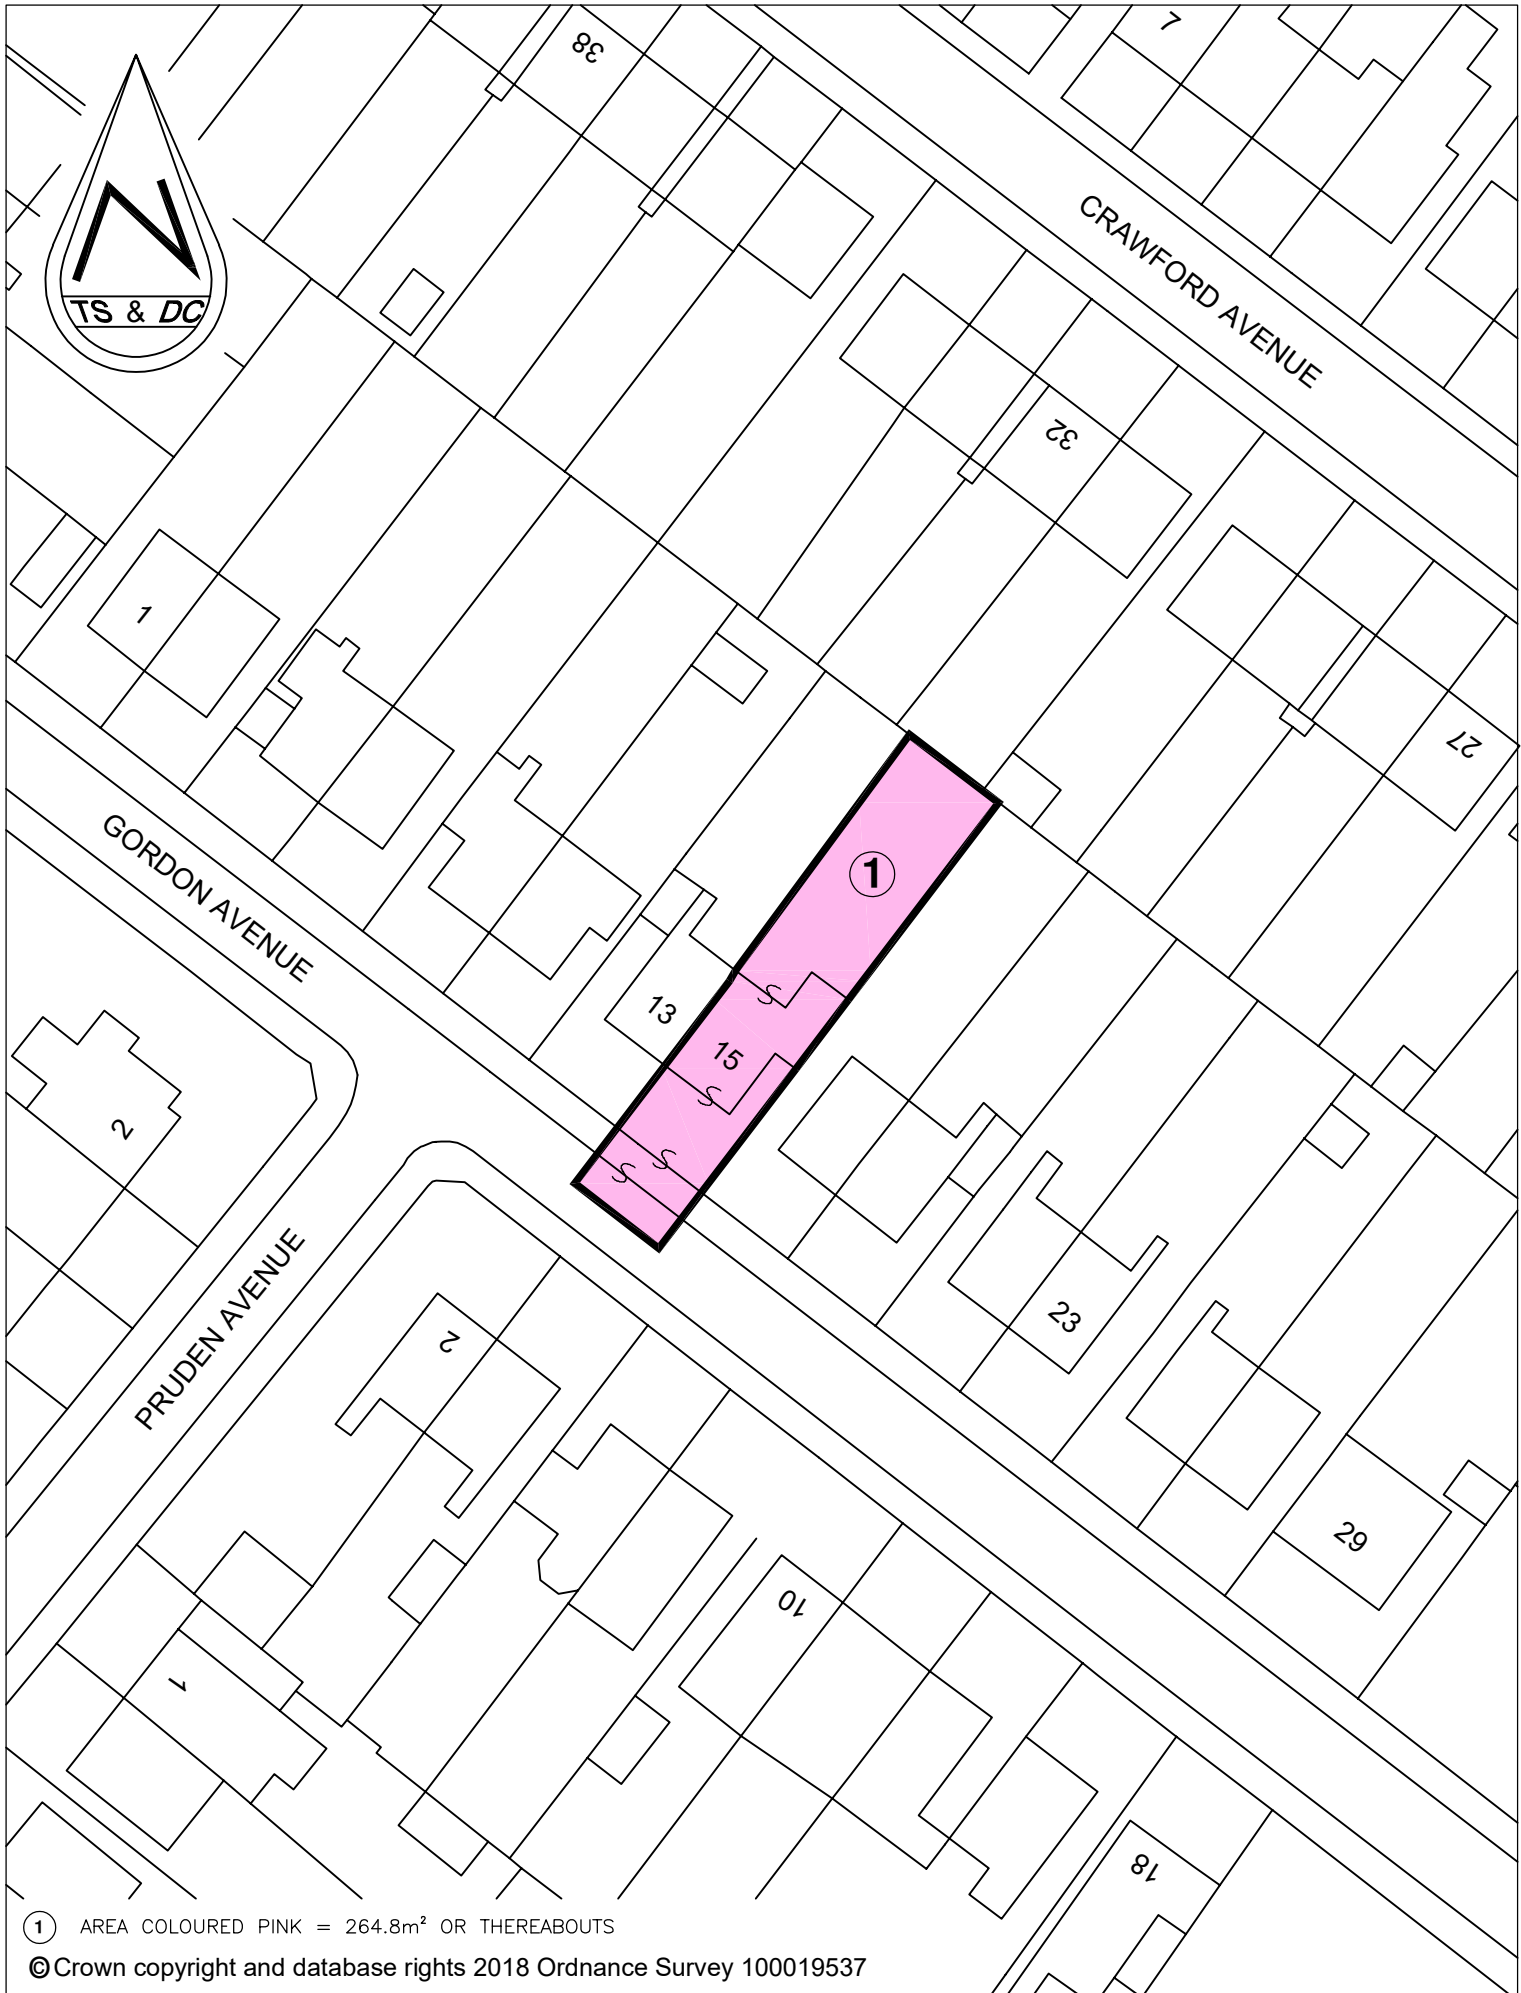 7
38
CRAWFORD AVENUE
N
TS & DC
32
1
27
GORDON AVENUE
1
13
15
2
23
PRUDEN AVENUE
2
29
10
1
18
1 AREA COLOURED PINK = 264.8m² OR THEREABOUTS
©Crown copyright and database rights 2018 Ordnance Survey 100019537